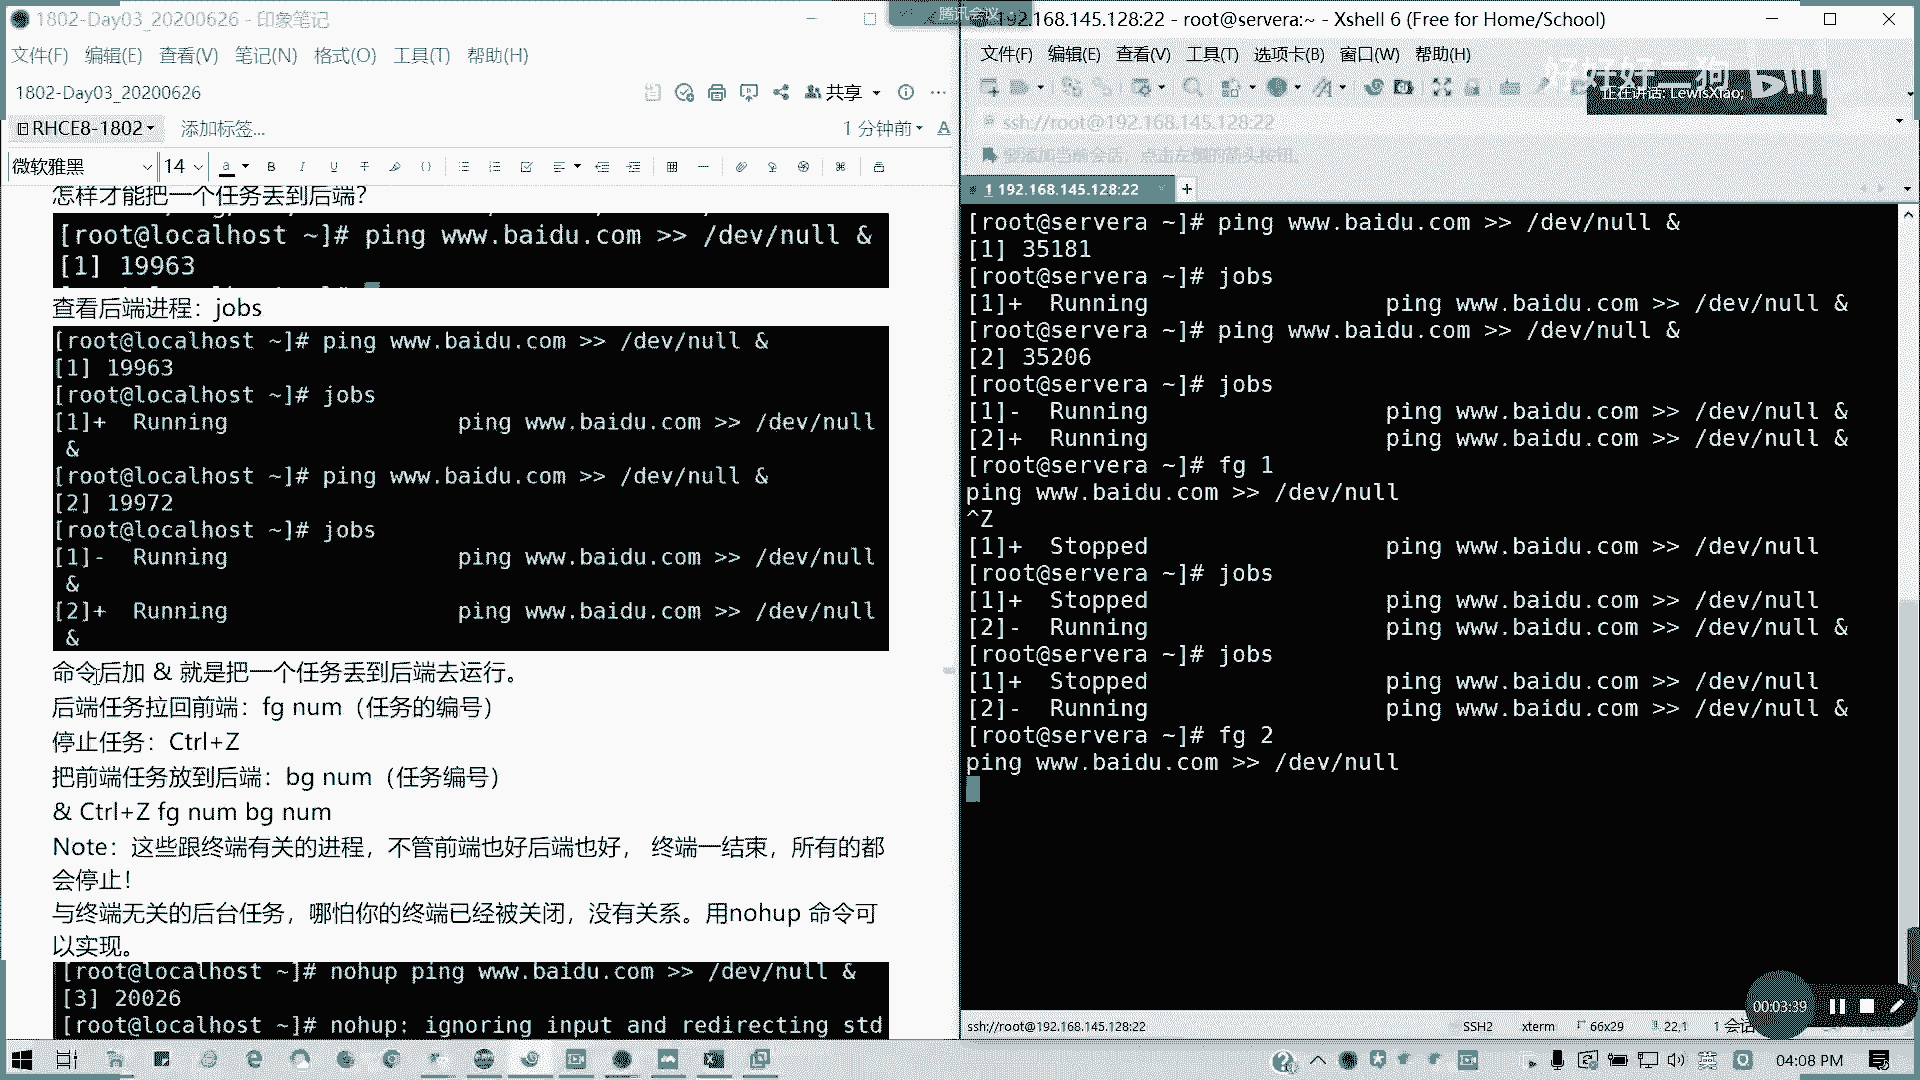 1802-Day03_20200626 - 印象笔记
文件(F) 编辑(E) 查看(V) 笔记(N) 格式(O) 工具(T) 帮助(H)
1802-Day03_20200626
共享
RHCE8-1802
添加标签...
1 分钟前
微软雅黑
14
怎样才能把一个任务丢到后端？
[root@localhost ~]# ping www.baidu.com >> /dev/null &
[1] 19963
查看后端进程：jobs
[root@localhost ~]# ping www.baidu.com >> /dev/null &
[1] 19963
[root@localhost ~]# jobs
[1]+  Running                 ping www.baidu.com >> /dev/null
&
[root@localhost ~]# ping www.baidu.com >> /dev/null &
[2] 19972
[root@localhost ~]# jobs
[1]-  Running                 ping www.baidu.com >> /dev/null
&
[2]+  Running                 ping www.baidu.com >> /dev/null
&
命令后加 & 就是把一个任务丢到后端去运行。
后端任务拉回前端：fg num（任务的编号）
停止任务：Ctrl+Z
把前端任务放到后端：bg num（任务编号）
& Ctrl+Z fg num bg num
Note：这些跟终端有关的进程，不管前端也好后端也好， 终端一结束，所有的都
会停止！
与终端无关的后台任务，哪怕你的终端已经被关闭，没有关系。用nohup 命令可
以实现。
[root@localhost ~]# nohup ping www.baidu.com >> /dev/null &
[3] 20026
[root@localhost ~]# nohup: ignoring input and redirecting std
腾讯会议
192.168.145.128:22 - root@servera:~ - Xshell 6 (Free for Home/School)
文件(F) 编辑(E) 查看(V) 工具(T) 选项卡(B) 窗口(W) 帮助(H)
正在讲话: LewisXiao;
ssh://root@192.168.145.128:22
要添加当前会话，点击左侧的箭头按钮。
1 192.168.145.128:22
[root@servera ~]# ping www.baidu.com >> /dev/null &
[1] 35181
[root@servera ~]# jobs
[1]+  Running                 ping www.baidu.com >> /dev/null &
[root@servera ~]# ping www.baidu.com >> /dev/null &
[2] 35206
[root@servera ~]# jobs
[1]-  Running                 ping www.baidu.com >> /dev/null &
[2]+  Running                 ping www.baidu.com >> /dev/null &
[root@servera ~]# fg 1
ping www.baidu.com >> /dev/null
^Z
[1]+  Stopped                 ping www.baidu.com >> /dev/null
[root@servera ~]# jobs
[1]+  Stopped                 ping www.baidu.com >> /dev/null
[2]-  Running                 ping www.baidu.com >> /dev/null &
[root@servera ~]# jobs
[1]+  Stopped                 ping www.baidu.com >> /dev/null
[2]-  Running                 ping www.baidu.com >> /dev/null &
[root@servera ~]# fg 2
ping www.baidu.com >> /dev/null
00:03:39
ssh://root@192.168.145.128:22
SSH2
xterm
66x29
22,1
1 会话
英
04:08 PM